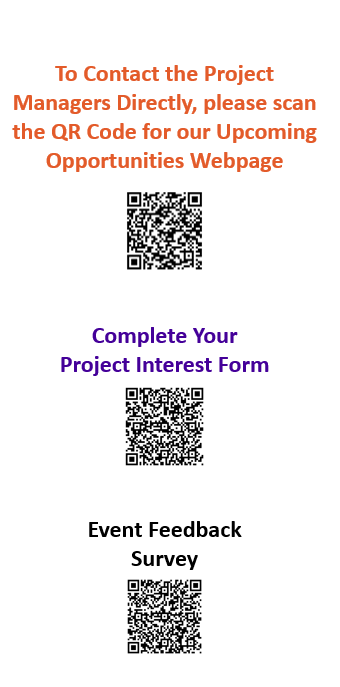 To Contact the Project
Managers Directly, please scan
the QR Code for our Upcoming
Opportunities Webpage
Complete Your
Project Interest Form
Event Feedback
Survey